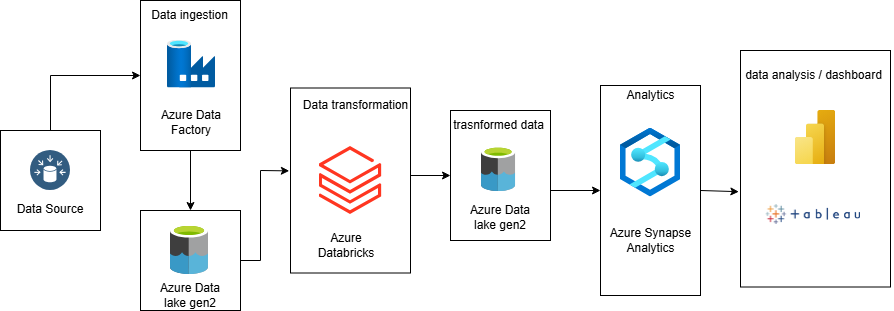 Data ingestion
Azure Data
Factory
Data Source
Azure Data
lake gen2
Data transformation
Azure
Databricks
trasnformed data
Azure Data
lake gen2
Analytics
Azure Synapse
Analytics
data analysis / dashboard
+ a b l e a u